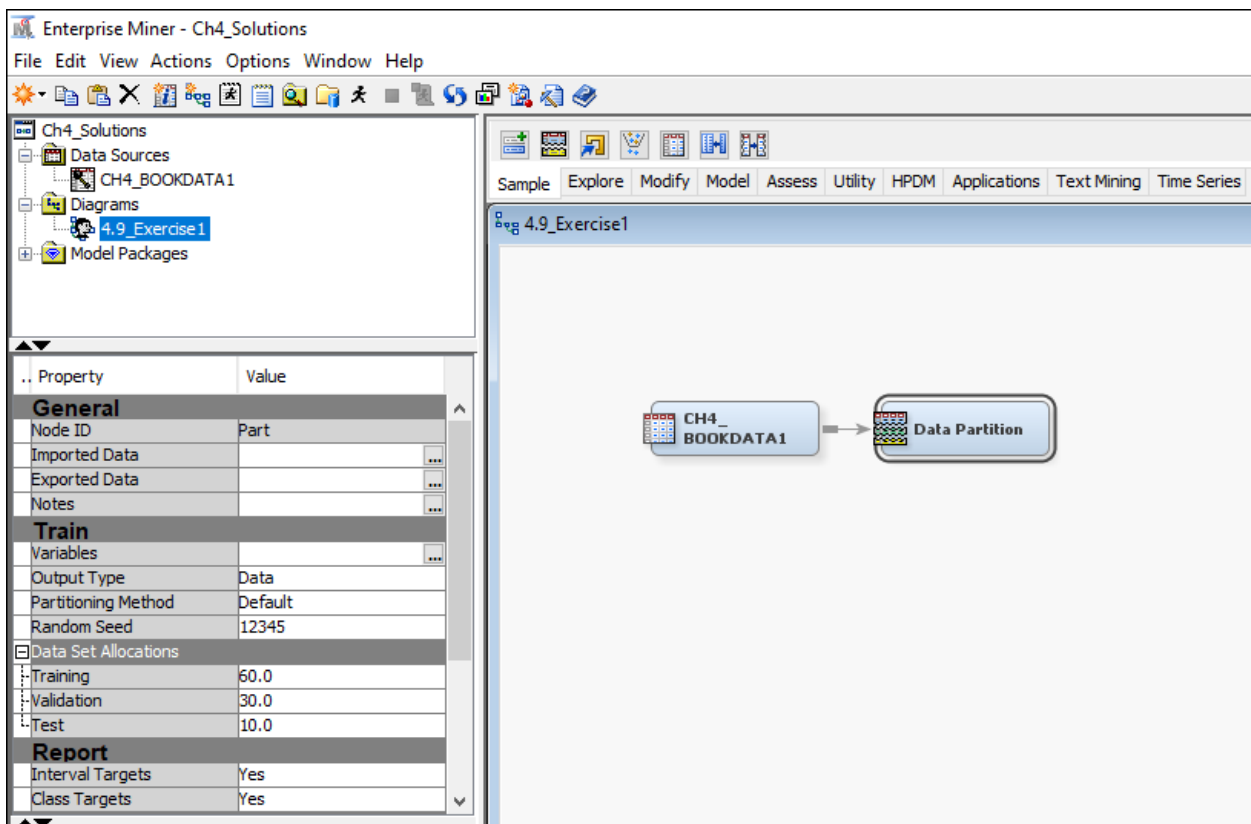 Enterprise Miner - Ch4_Solutions
File Edit View Actions Options Window Help
Ch4_Solutions
Data Sources
CH4_BOOKDATA1
Diagrams
4.9_Exercise1
Model Packages
.. Property Value
General
Node ID Part
Imported Data ...
Exported Data ...
Notes ...
Train
Variables ...
Output Type Data
Partitioning Method Default
Random Seed 12345
Data Set Allocations
Training 60.0
Validation 30.0
Test 10.0
Report
Interval Targets Yes
Class Targets Yes
Sample Explore Modify Model Assess Utility HPDM Applications Text Mining Time Series
4.9_Exercise1
CH4_
BOOKDATA1
Data Partition